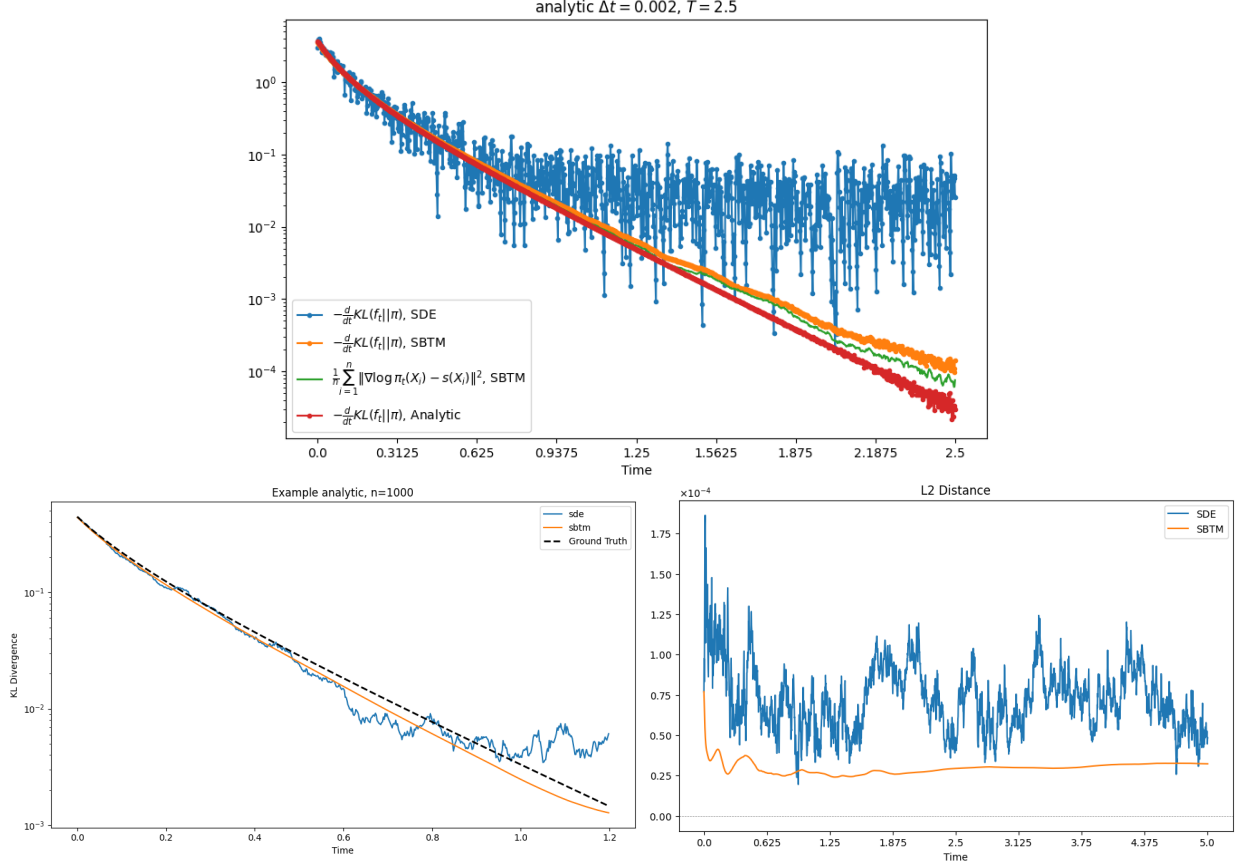 analytic Δt = 0.002, T = 2.5
10⁰
10⁻¹
10⁻²
10⁻³
10⁻⁴
−d/dt KL(f_t||π), SDE
−d/dt KL(f_t||π), SBTM
1/n ∑ⁿᵢ₌₁ ‖∇log π_t(X_i) − s(X_i)‖², SBTM
−d/dt KL(f_t||π), Analytic
0.0 0.3125 0.625 0.9375 1.25 1.5625 1.875 2.1875 2.5
Time
Example analytic, n=1000
KL Divergence
10⁻¹
10⁻²
10⁻³
sde
sbtm
Ground Truth
0.0 0.2 0.4 0.6 0.8 1.0 1.2
Time
L2 Distance
×10⁻⁴
1.75
1.50
1.25
1.00
0.75
0.50
0.25
0.00
SDE
SBTM
0.0 0.625 1.25 1.875 2.5 3.125 3.75 4.375 5.0
Time